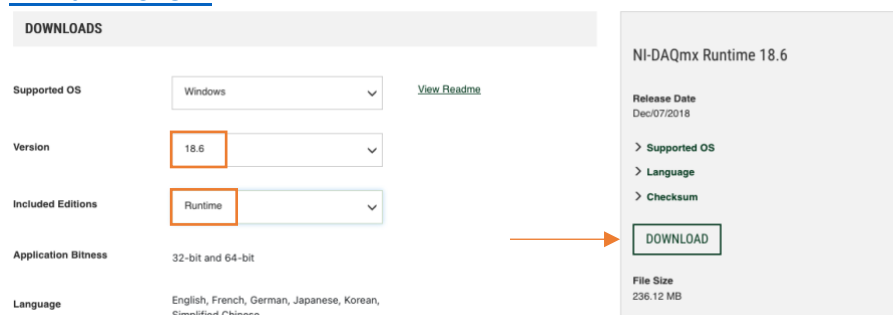 DOWNLOADS
Supported OS
Windows
View Readme
Version
18.6
Included Editions
Runtime
Application Bitness
32-bit and 64-bit
Language
English, French, German, Japanese, Korean,
Simplified Chinese
NI-DAQmx Runtime 18.6
Release Date
Dec/07/2018
Supported OS
Language
Checksum
DOWNLOAD
File Size
236.12 MB